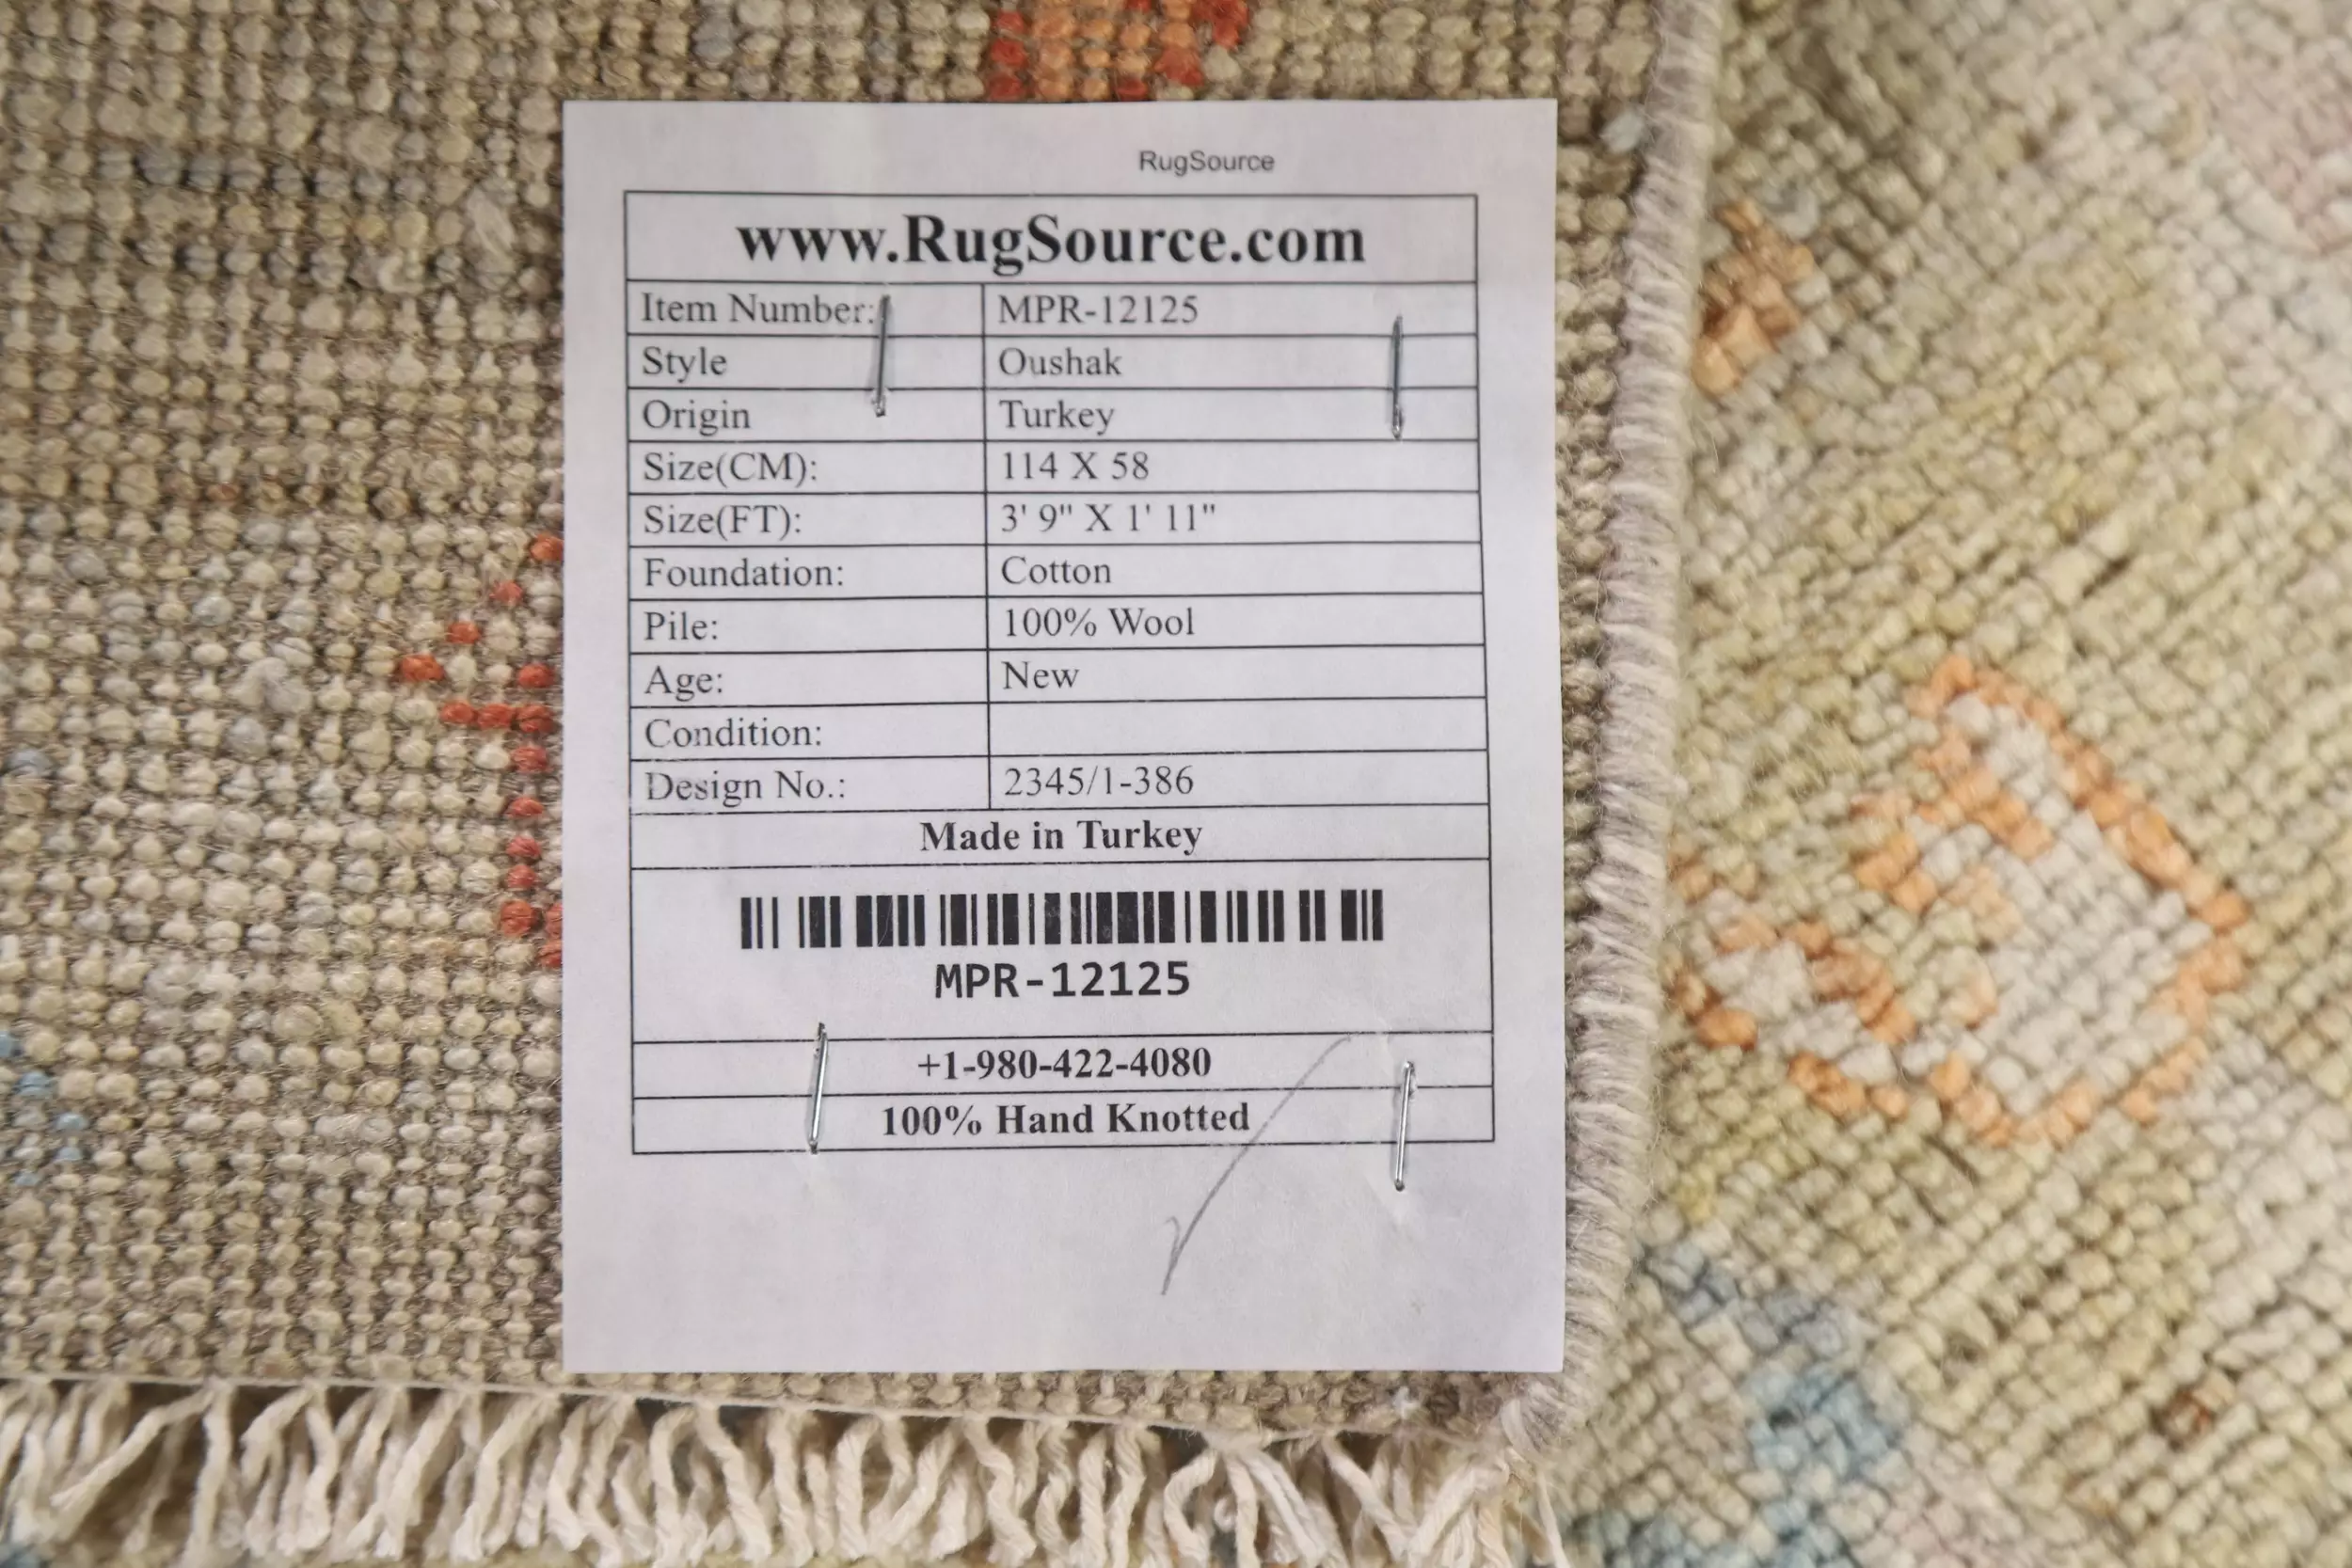 RugSource
www.RugSource.com
Item Number: MPR-12125
Style Oushak
Origin Turkey
Size(CM): 114 X 58
Size(FT): 3' 9" X 1' 11"
Foundation: Cotton
Pile: 100% Wool
Age: New
Condition:
Design No.: 2345/1-386
Made in Turkey
MPR-12125
+1-980-422-4080
100% Hand Knotted